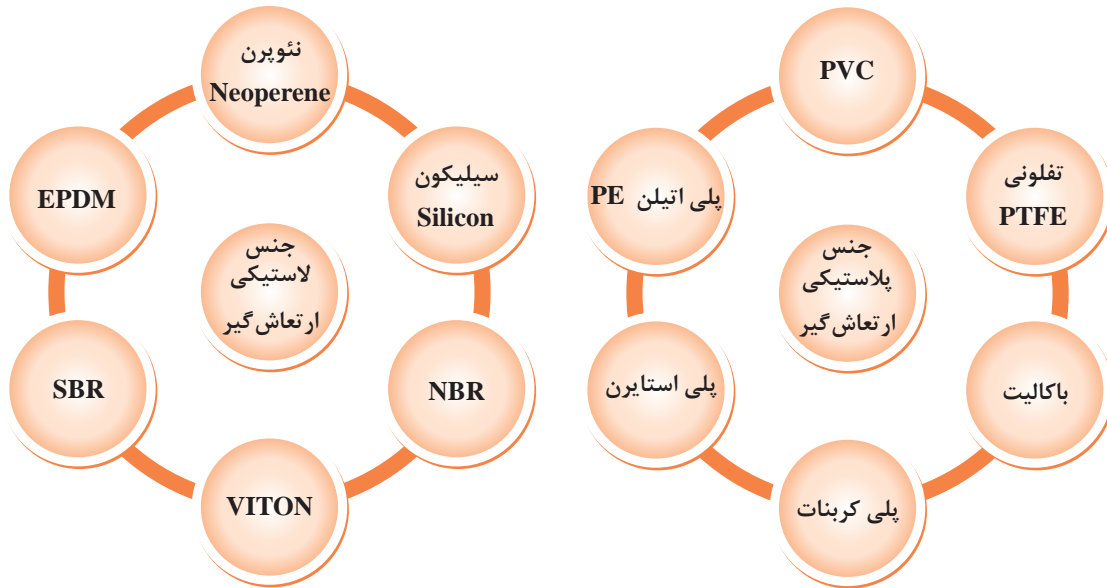 نئوپرن
Neoperene
سیلیکون
Silicon
NBR
VITON
SBR
EPDM
جنس
لاستیکی
ارتعاش‌گیر
PVC
تفلونی
PTFE
باکالیت
پلی کربنات
پلی استایرن
پلی اتیلن PE
جنس
پلاستیکی
ارتعاش‌گیر